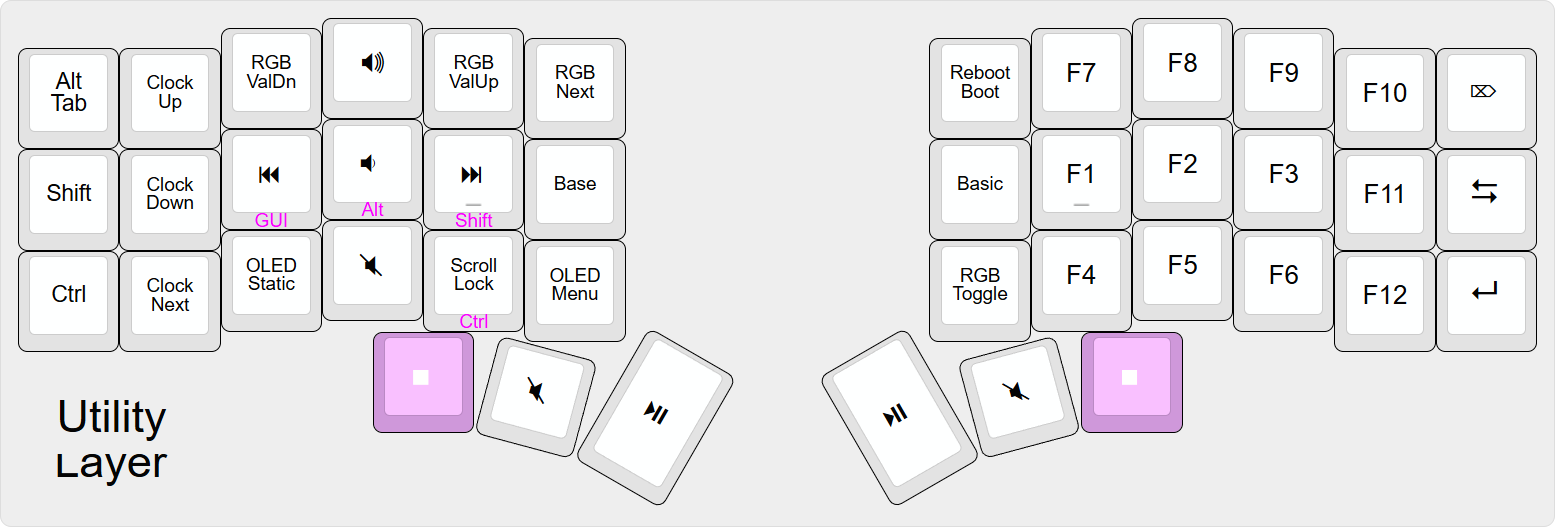 Alt
Tab
Clock
Up
RGB
ValDn
RGB
ValUp
RGB
Next
Reboot
Boot
F7
F8
F9
F10
Shift
Clock
Down
GUI
Alt
Shift
Base
Basic
F1
F2
F3
F11
Ctrl
Clock
Next
OLED
Static
Scroll
Lock
Ctrl
OLED
Menu
RGB
Toggle
F4
F5
F6
F12
Utility
Layer